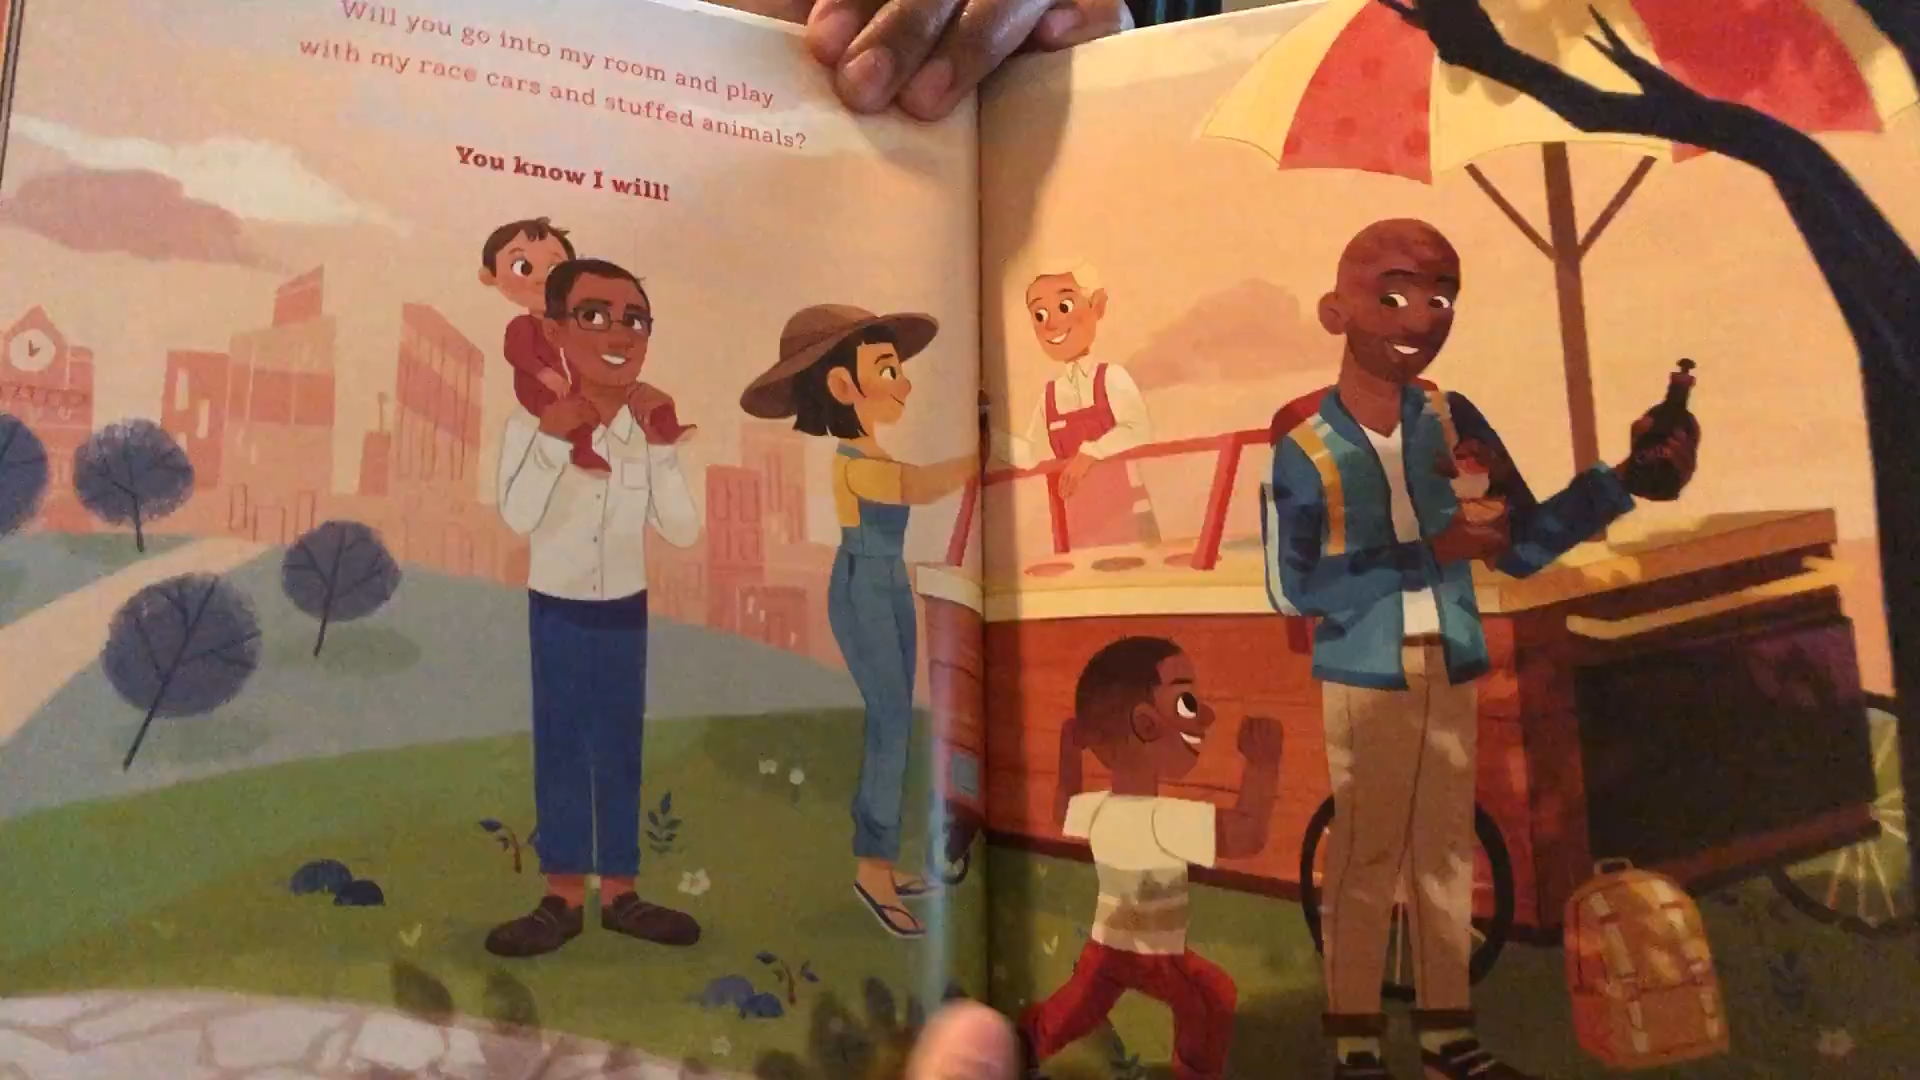 Will you go into my room and play
with my race cars and stuffed animals?
You know I will!